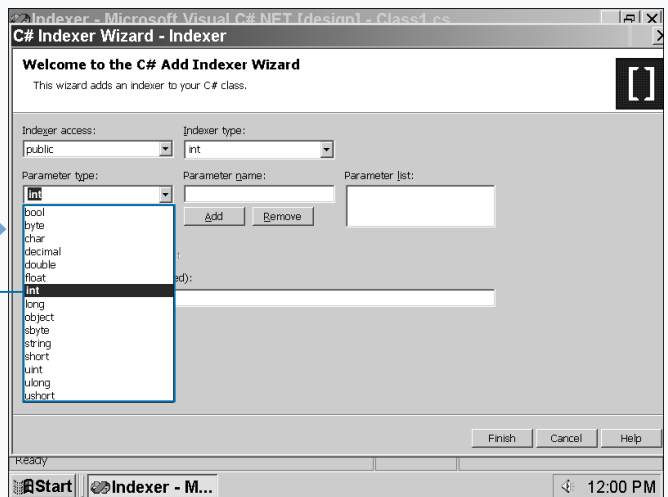 Indexer - Microsoft Visual C# .NET [design] - Class1.cs
C# Indexer Wizard - Indexer
Welcome to the C# Add Indexer Wizard
This wizard adds an indexer to your C# class.
Indexer access:
Indexer type:
public
int
Parameter type:
Parameter name:
Parameter list:
int
Add
Remove
bool
byte
char
decimal
double
float
int
long
object
sbyte
string
short
uint
ulong
ushort
ed):
Finish
Cancel
Help
Ready
Start
Indexer - M...
12:00 PM